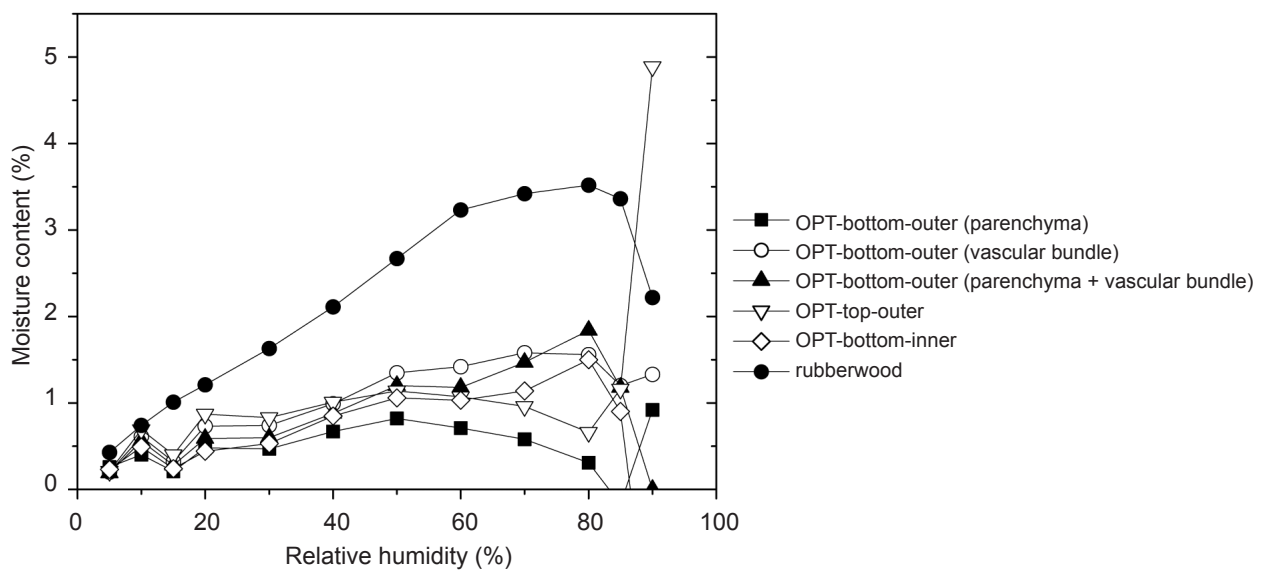 5
4
3
2
1
0
Moisture content (%)
0 20 40 60 80 100
Relative humidity (%)
OPT-bottom-outer (parenchyma)
OPT-bottom-outer (vascular bundle)
OPT-bottom-outer (parenchyma + vascular bundle)
OPT-top-outer
OPT-bottom-inner
rubberwood